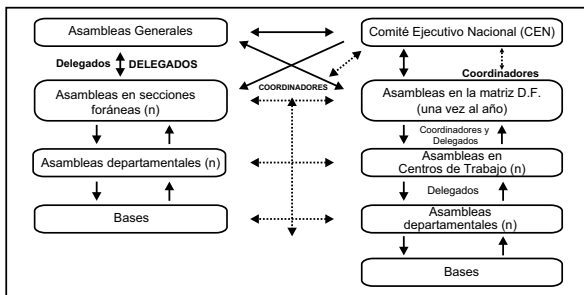 Asambleas Generales
Comité Ejecutivo Nacional (CEN)
Delegados
DELEGADOS
Coordinadores
COORDINADORES
Asambleas en secciones
foráneas (n)
Asambleas en la matriz D.F.
(una vez al año)
Coordinadores y
Delegados
Asambleas departamentales (n)
Asambleas en
Centros de Trabajo (n)
Delegados
Bases
Asambleas
departamentales (n)
Bases